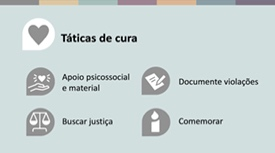 Táticas de cura
Apoio psicossocial
e material
Documente violações
Buscar justiça
Comemorar